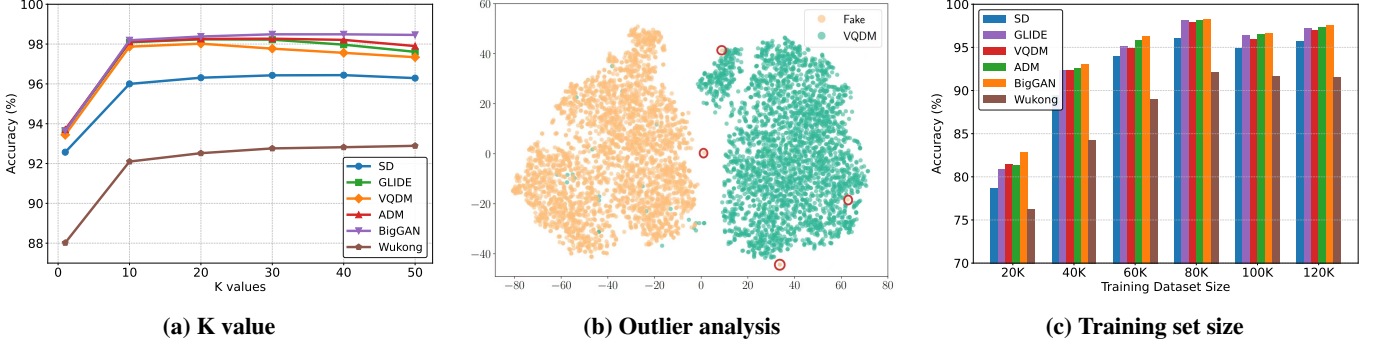 100
98
96
94
92
90
88
Accuracy (%)
0 10 20 30 40 50
K values
SD
GLIDE
VQDM
ADM
BigGAN
Wukong
(a) K value
60
40
20
0
−20
−40
−80 −60 −40 −20 0 20 40 60 80
Fake
VQDM
(b) Outlier analysis
100
95
90
85
80
75
70
Accuracy (%)
20K 40K 60K 80K 100K 120K
Training Dataset Size
SD
GLIDE
VQDM
ADM
BigGAN
Wukong
(c) Training set size